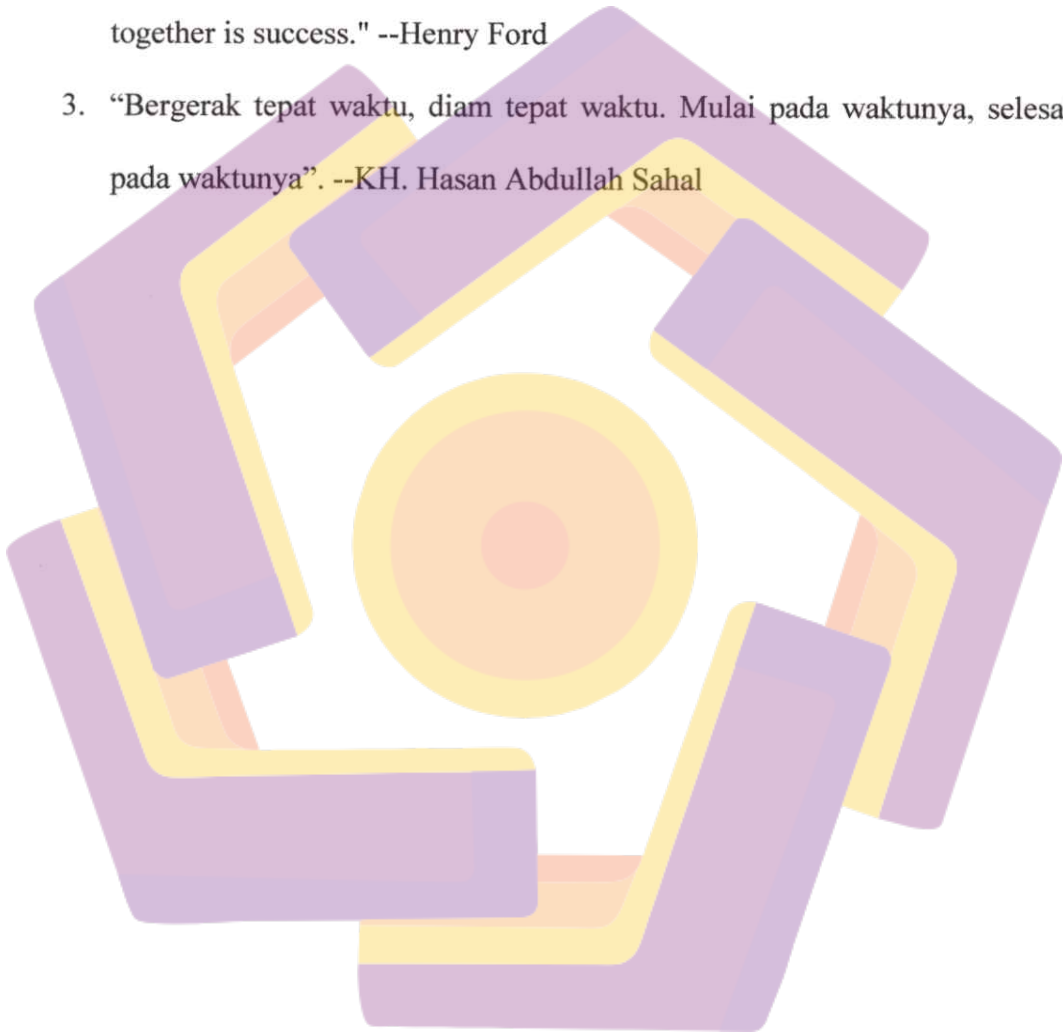 together is success." --Henry Ford
3. “Bergerak tepat waktu, diam tepat waktu. Mulai pada waktunya, selesa
pada waktunya”. --KH. Hasan Abdullah Sahal